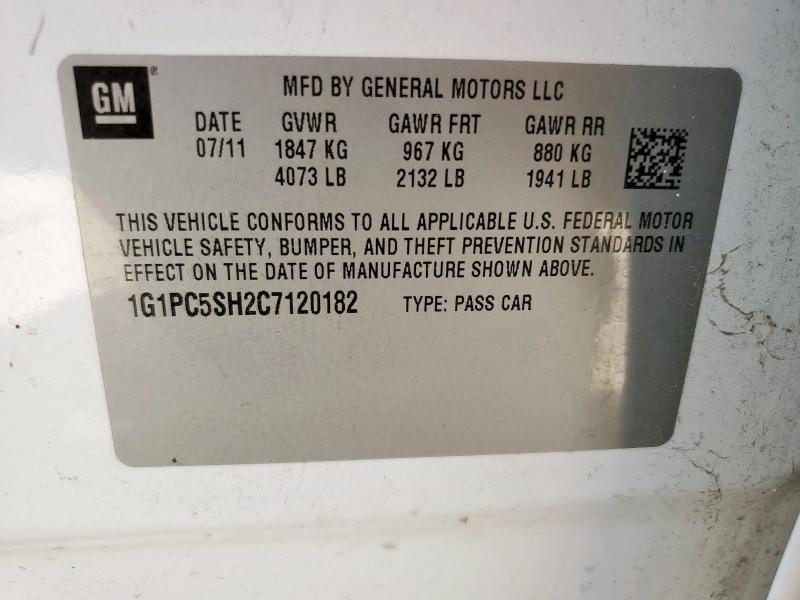 GM ®
MFD BY GENERAL MOTORS LLC
DATE GVWR GAWR FRT GAWR RR
07/11 1847 KG 967 KG 880 KG
4073 LB 2132 LB 1941 LB
THIS VEHICLE CONFORMS TO ALL APPLICABLE U.S. FEDERAL MOTOR
VEHICLE SAFETY, BUMPER, AND THEFT PREVENTION STANDARDS IN
EFFECT ON THE DATE OF MANUFACTURE SHOWN ABOVE.
1G1PC5SH2C7120182 TYPE: PASS CAR